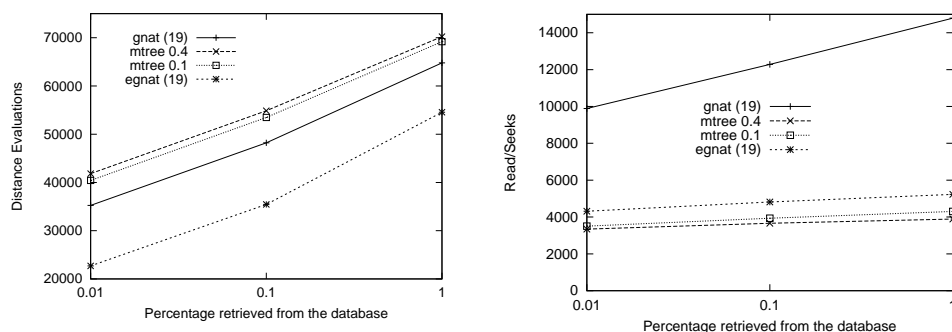 70000
60000
50000
40000
30000
20000
0.01
0.1
1
Distance Evaluations
Percentage retrieved from the database
gnat (19)
mtree 0.4
mtree 0.1
egnat (19)
14000
12000
10000
8000
6000
4000
2000
0
0.01
0.1
1
Read/Seeks
Percentage retrieved from the database
gnat (19)
mtree 0.4
mtree 0.1
egnat (19)